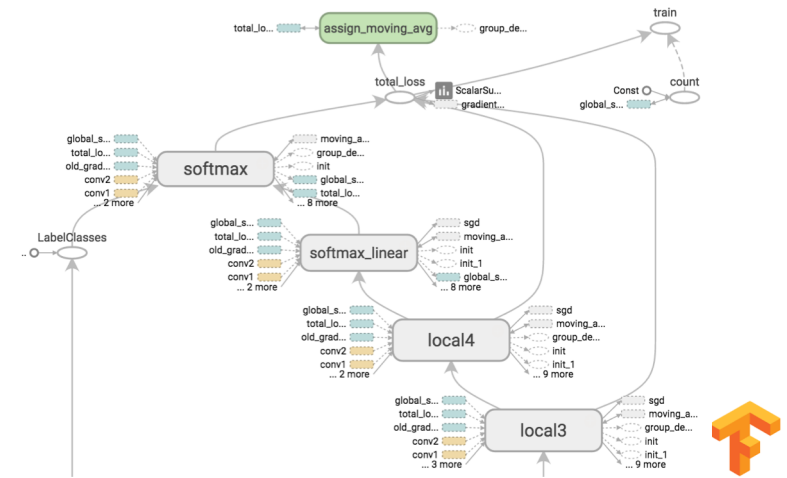 train
total_lo...
assign_moving_avg
group_de...
total_loss
ScalarSu...
gradient...
Const
count
global_s...
global_s...
total_lo...
old_grad...
conv2
conv1
... 2 more
softmax
moving_a...
group_de...
init
global_s...
total_lo...
... 8 more
LabelClasses
..
global_s...
total_lo...
old_grad...
conv2
conv1
... 2 more
softmax_linear
sgd
moving_a...
init
init_1
global_s...
... 8 more
global_s...
total_lo...
old_grad...
conv2
conv1
... 2 more
local4
sgd
moving_a...
group_de...
init
init_1
... 9 more
global_s...
total_lo...
old_grad...
conv2
conv1
... 3 more
local3
sgd
moving_a...
group_de...
init
init_1
... 9 more